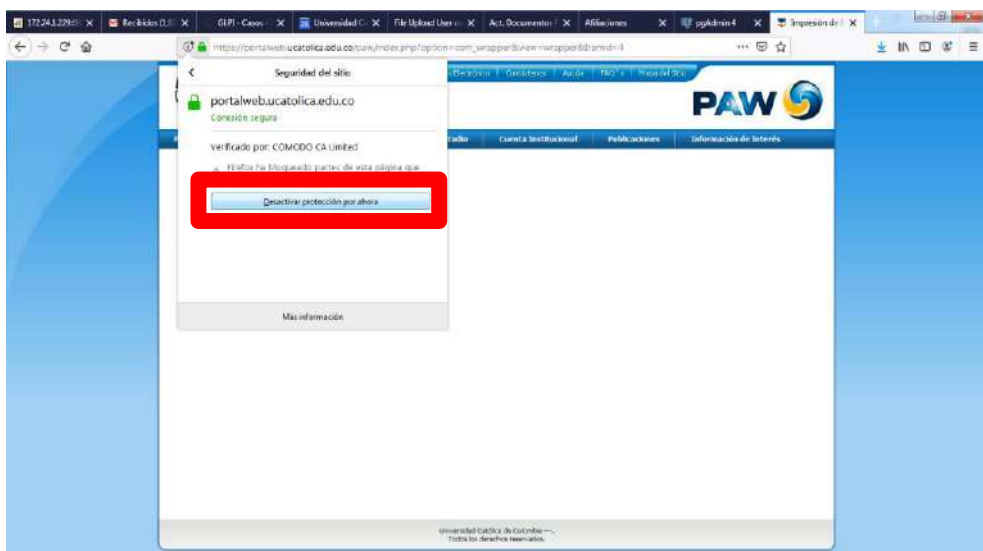 172.24.1.229
Recibidos (1.
GLPI - Casos
Universidad C
File Upload User
Act. Documentos
Afiliaciones
pgAdmin 4
Impresión de
https://portalweb.ucatolica.edu.co/paw/index.php?option=com_wrapper&view=wrapper&Itemid=4
Seguridad del sitio
portalweb.ucatolica.edu.co
Conexión segura
Verificado por: COMODO CA Limited
Firefox ha bloqueado partes de esta página que
Desactivar protección por ahora
Más información
Ayuda
FAQ's
Mapa del Sitio
PAW
Cuenta Institucional
Publicaciones
Información de Interés
Universidad Católica de Colombia
Todos los derechos reservados.